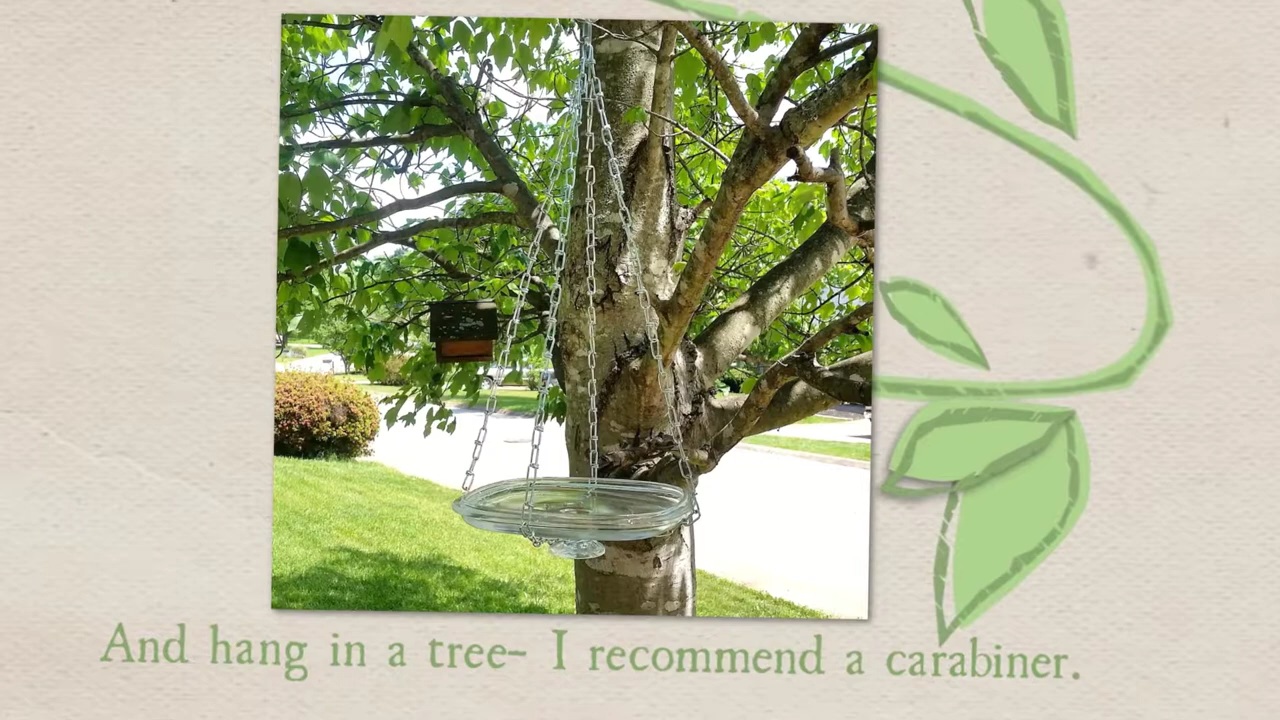 And hang in a tree- I recommend a carabiner.